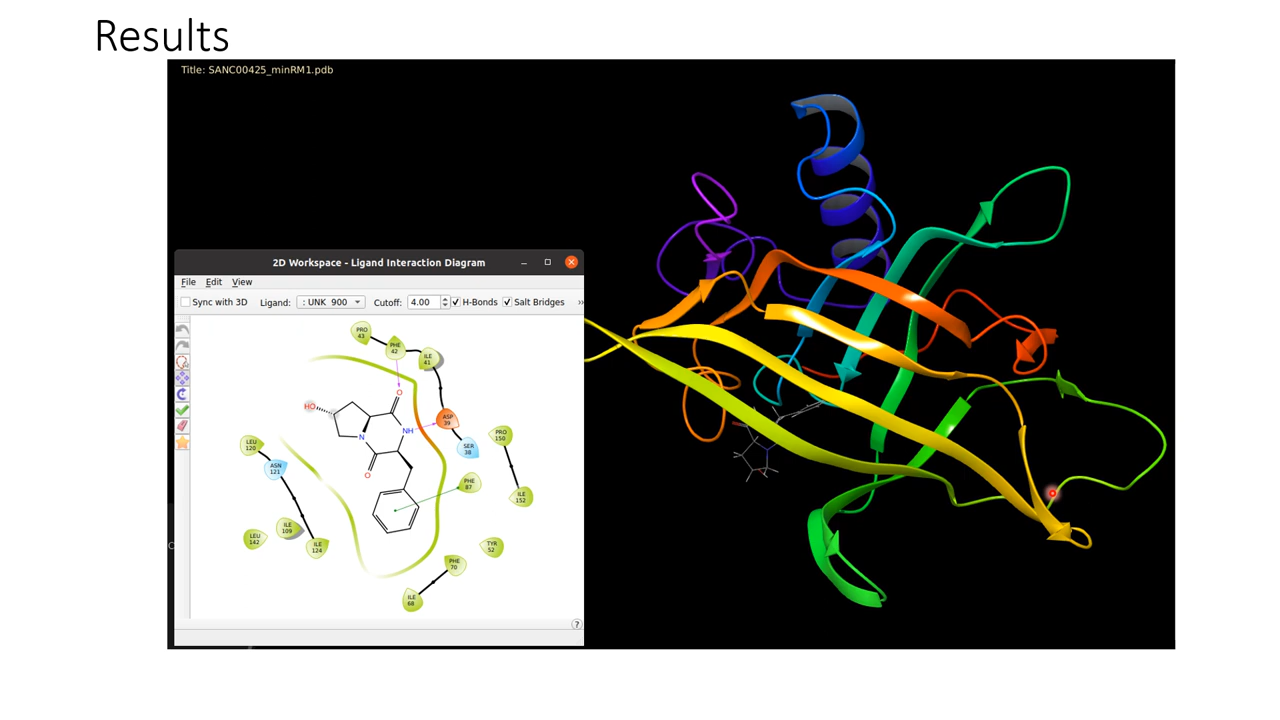 Results
Title: SANC00425_minRM1.pdb
2D Workspace - Ligand Interaction Diagram
File Edit View
Sync with 3D Ligand: : UNK 900 Cutoff: 4.00 H-Bonds Salt Bridges »
PRO
43
PHE
42
ILE
41
O
HO
ASP
39
NH
N
O
SER
38
PRO
150
LEU
120
ASN
121
PHE
87
ILE
152
ILE
109
LEU
142
ILE
124
TYR
52
PHE
70
ILE
68
?